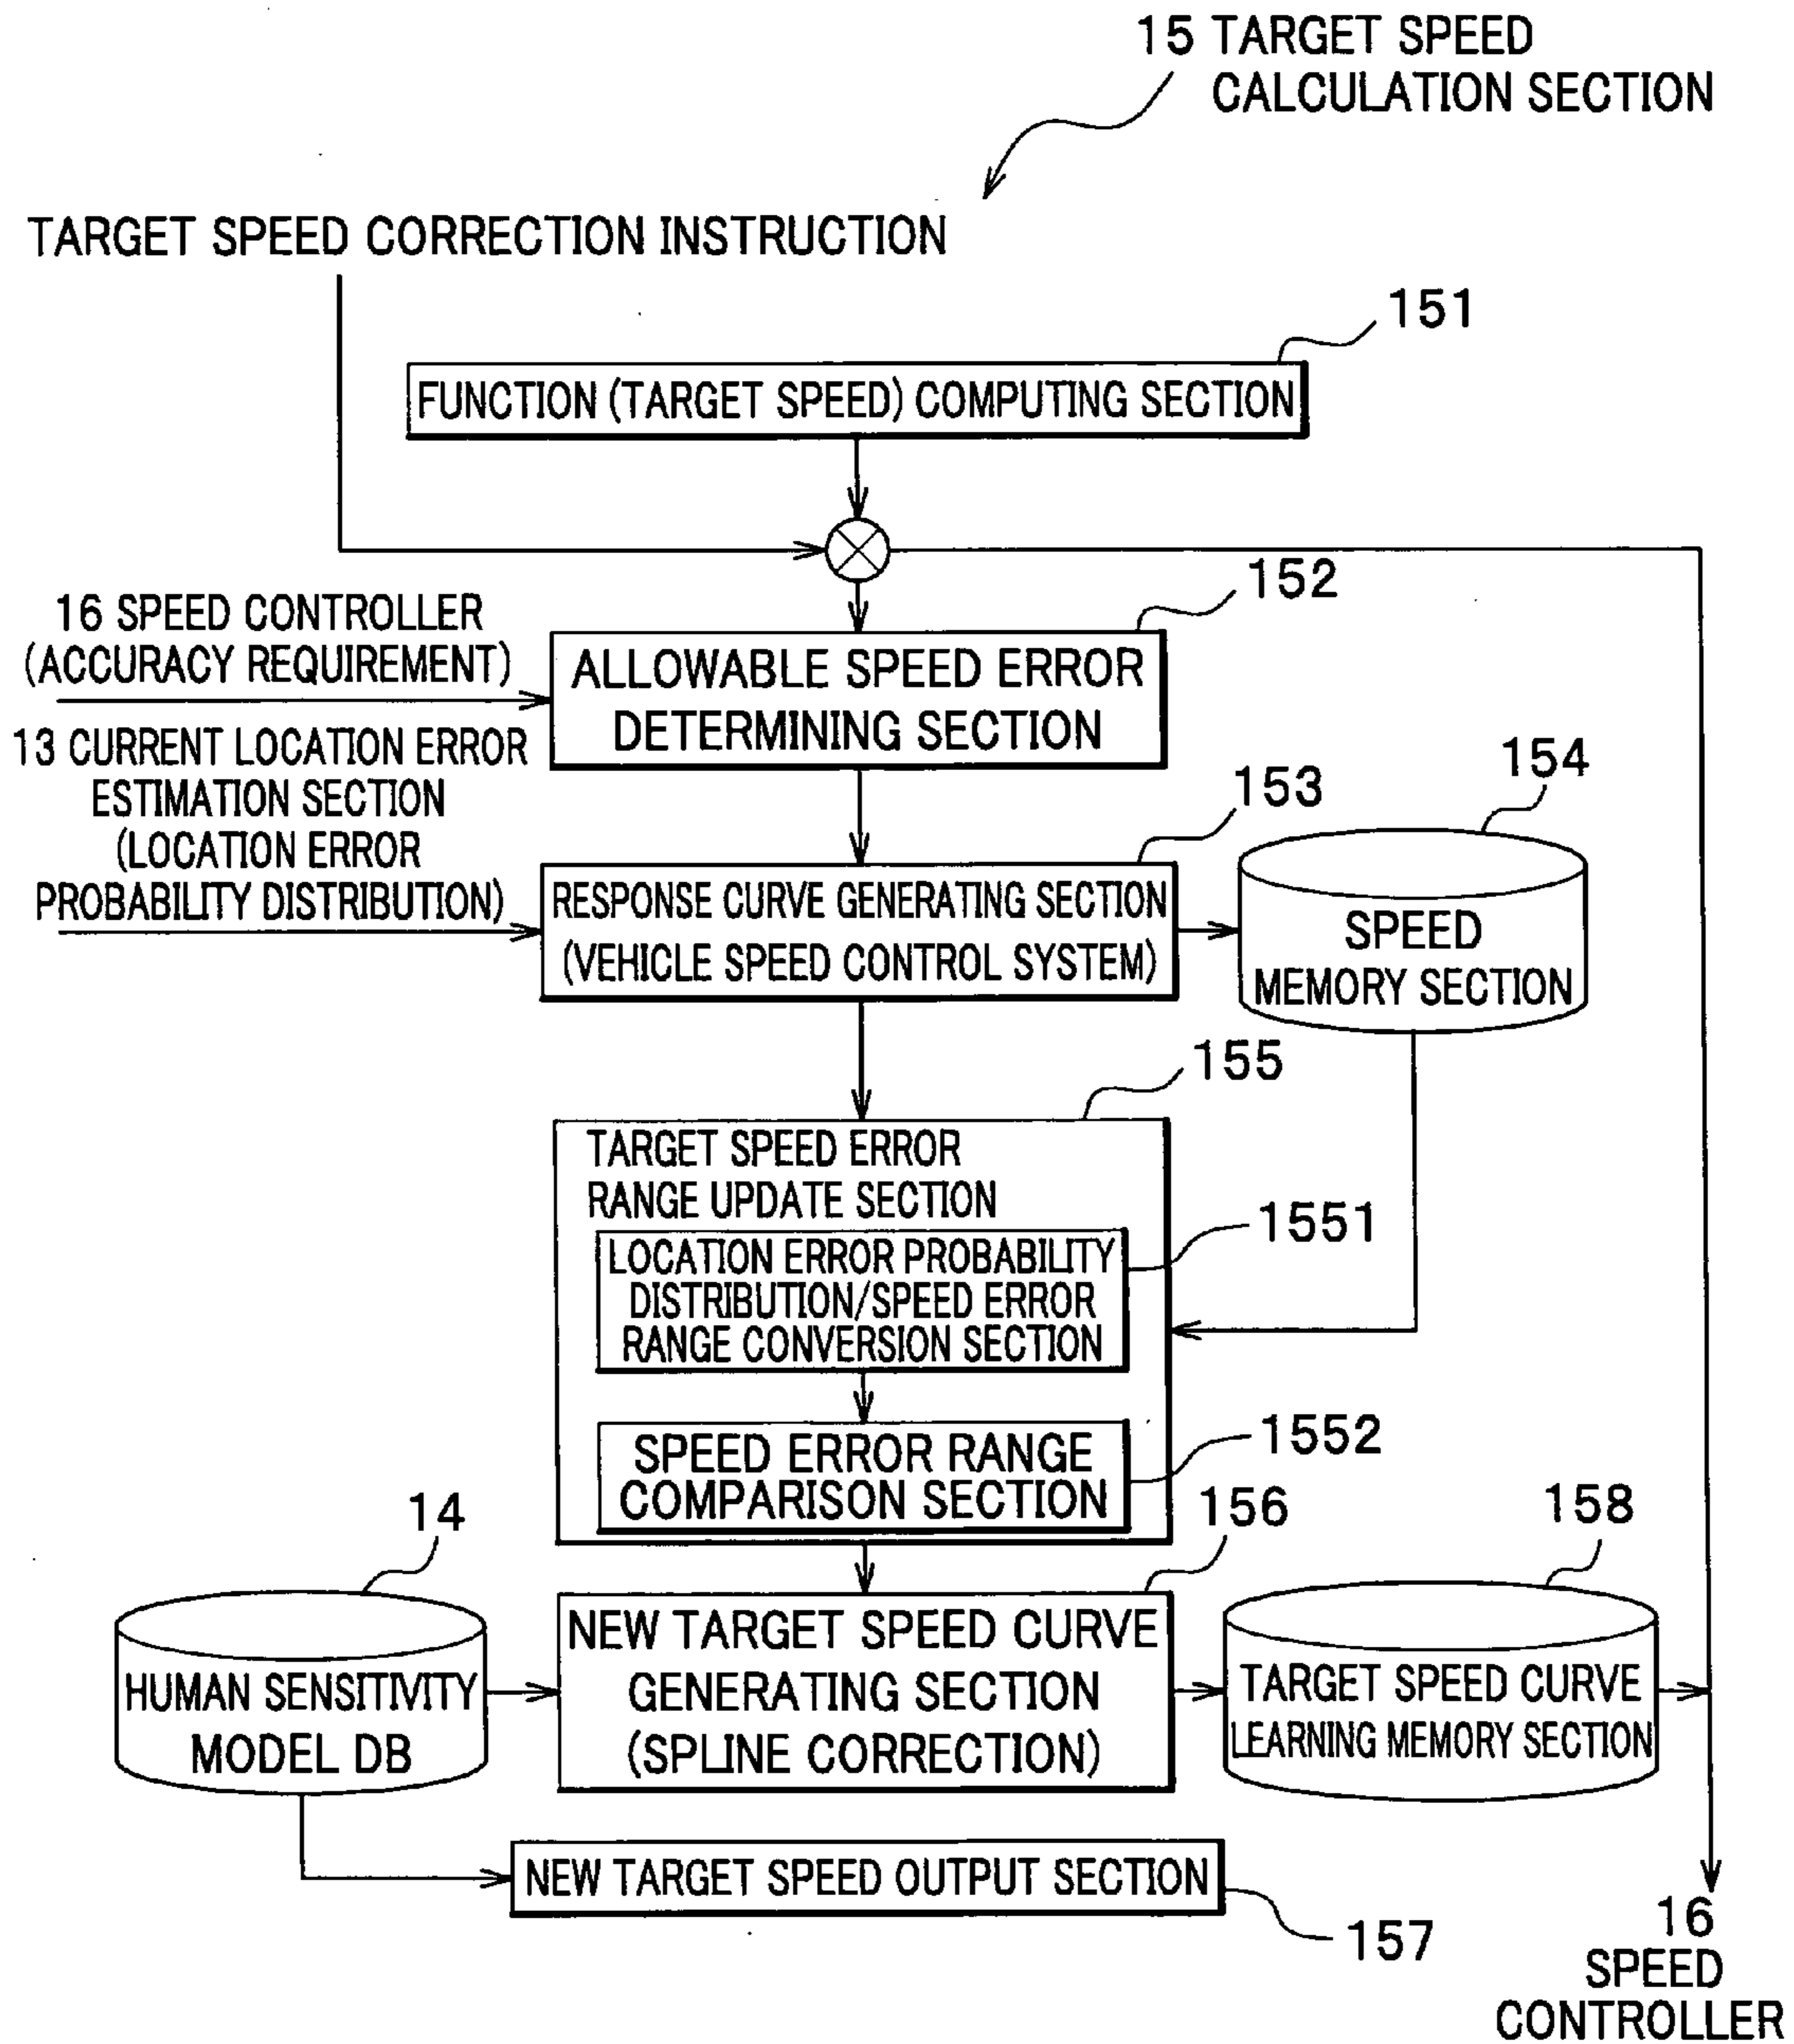 15 TARGET SPEED
CALCULATION SECTION
TARGET SPEED CORRECTION INSTRUCTION
151
FUNCTION (TARGET SPEED) COMPUTING SECTION
152
16 SPEED CONTROLLER
(ACCURACY REQUIREMENT)
ALLOWABLE SPEED ERROR
DETERMINING SECTION
13 CURRENT LOCATION ERROR
ESTIMATION SECTION
(LOCATION ERROR
PROBABILITY DISTRIBUTION)
153
RESPONSE CURVE GENERATING SECTION
(VEHICLE SPEED CONTROL SYSTEM)
154
SPEED
MEMORY SECTION
155
TARGET SPEED ERROR
RANGE UPDATE SECTION
1551
LOCATION ERROR PROBABILITY
DISTRIBUTION/SPEED ERROR
RANGE CONVERSION SECTION
1552
SPEED ERROR RANGE
COMPARISON SECTION
14
HUMAN SENSITIVITY
MODEL DB
156
NEW TARGET SPEED CURVE
GENERATING SECTION
(SPLINE CORRECTION)
158
TARGET SPEED CURVE
LEARNING MEMORY SECTION
NEW TARGET SPEED OUTPUT SECTION
157
16
SPEED
CONTROLLER